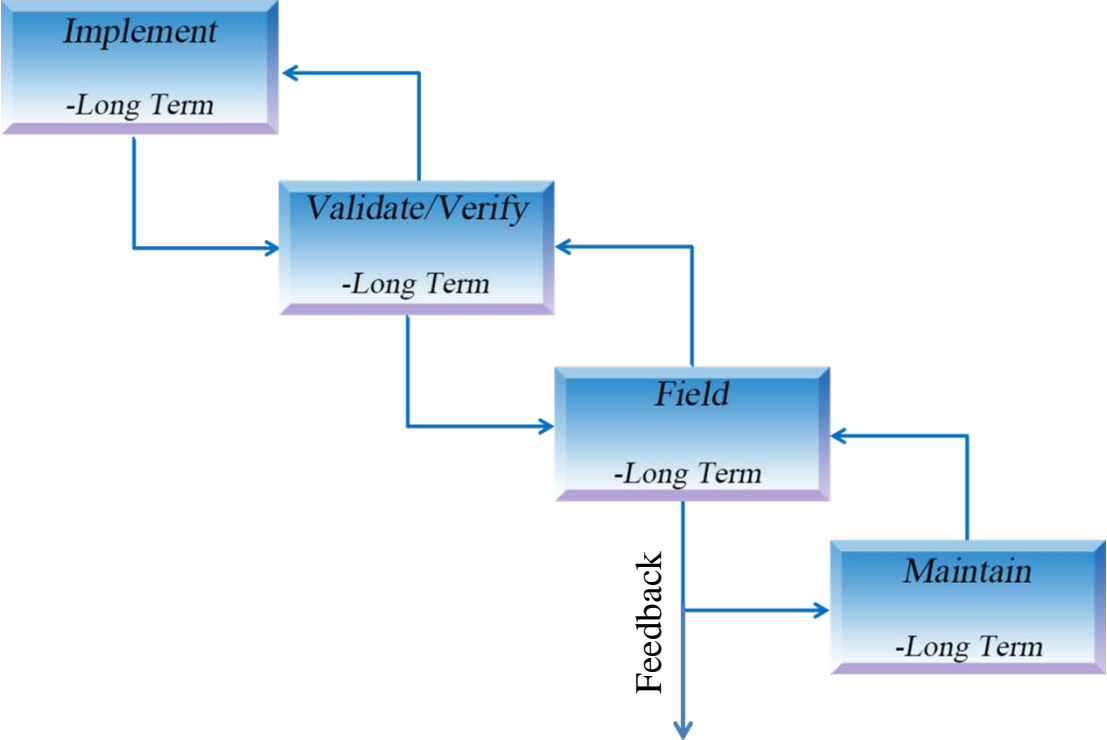 Implement
-Long Term
Validate/Verify
-Long Term
Field
-Long Term
Feedback
Maintain
-Long Term